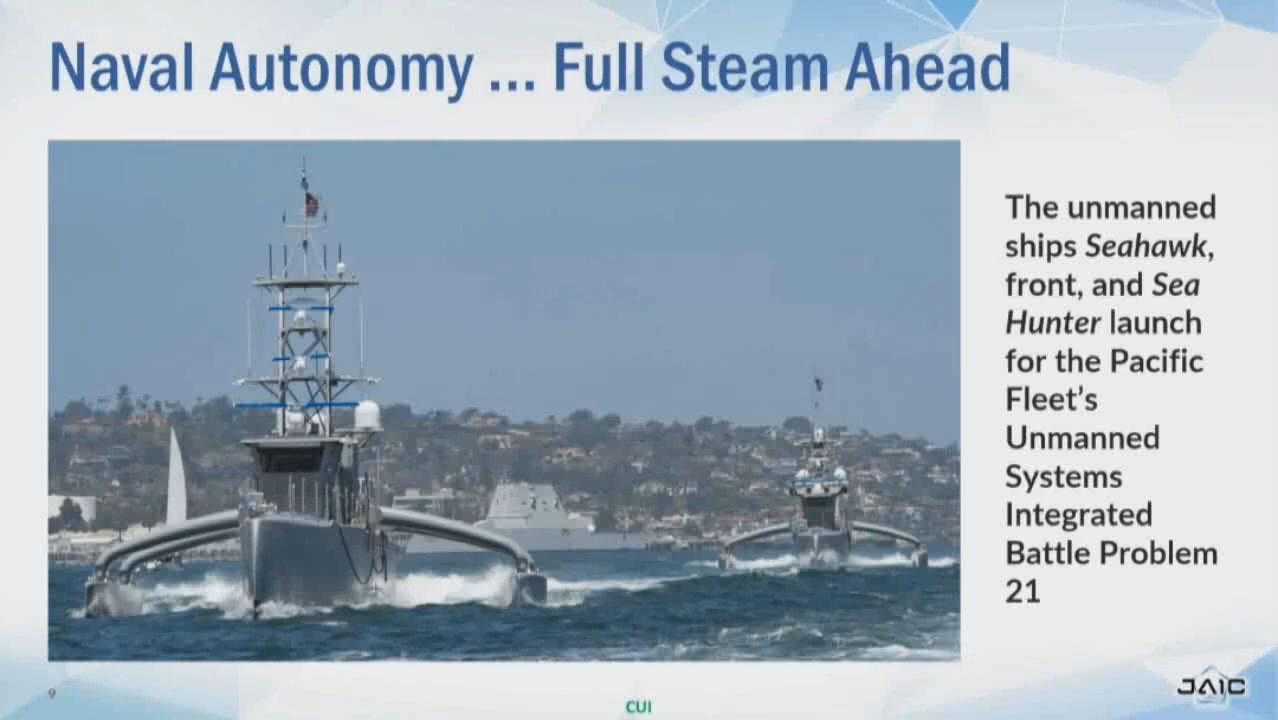 Naval Autonomy ... Full Steam Ahead
The unmanned
ships Seahawk,
front, and Sea
Hunter launch
for the Pacific
Fleet's
Unmanned
Systems
Integrated
Battle Problem
21
9
CUI
JAIC